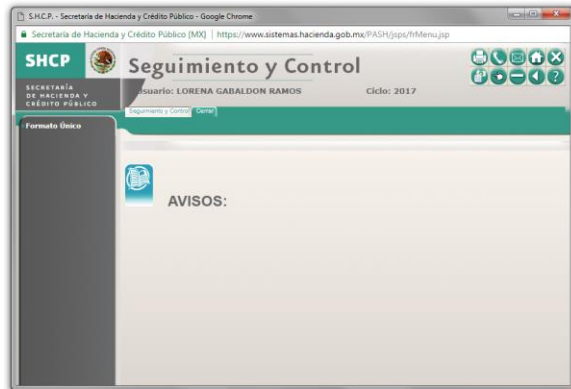 S.H.C.P. - Secretaría de Hacienda y Crédito Público - Google Chrome
Secretaría de Hacienda y Crédito Público [MX] | https://www.sistemas.hacienda.gob.mx/PASH/jsps/frMenu.jsp
SHCP
SECRETARÍA
DE HACIENDA Y
CRÉDITO PÚBLICO
Seguimiento y Control
Usuario: LORENA GABALDON RAMOS Ciclo: 2017
Seguimiento y Control Cerrar
Formato Único
AVISOS: